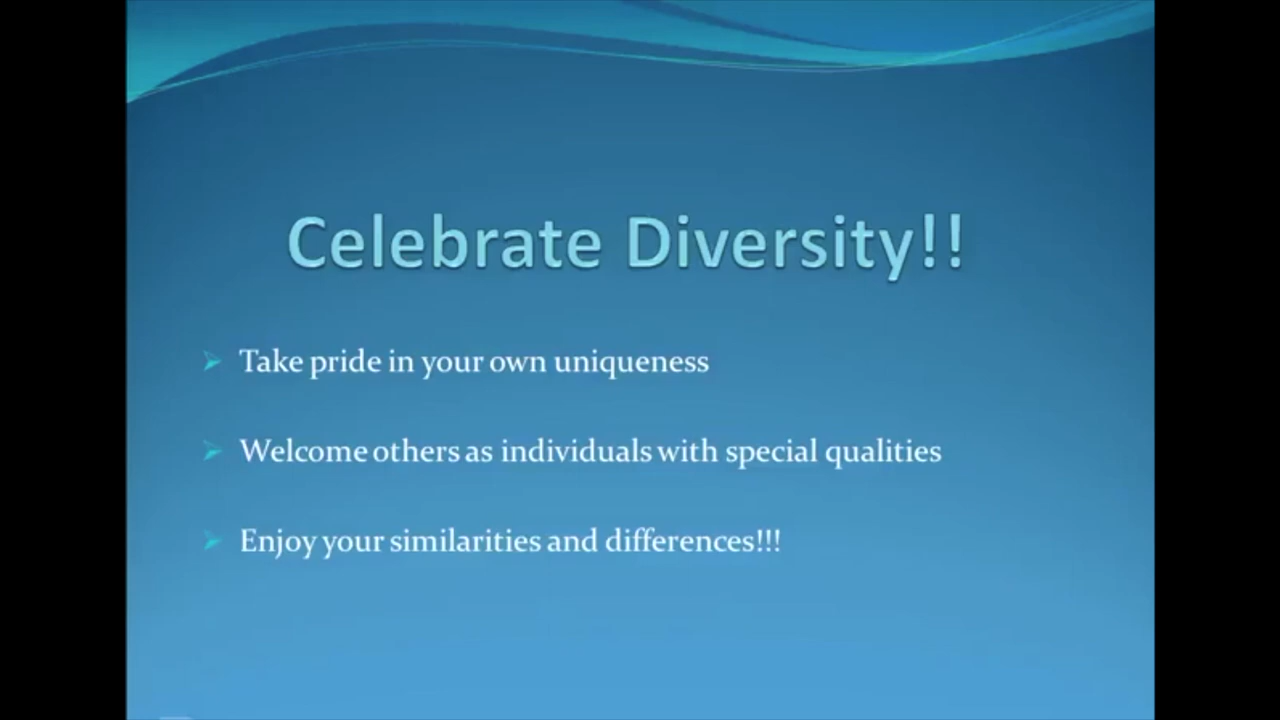 Celebrate Diversity!!
Take pride in your own uniqueness
Welcome others as individuals with special qualities
Enjoy your similarities and differences!!!